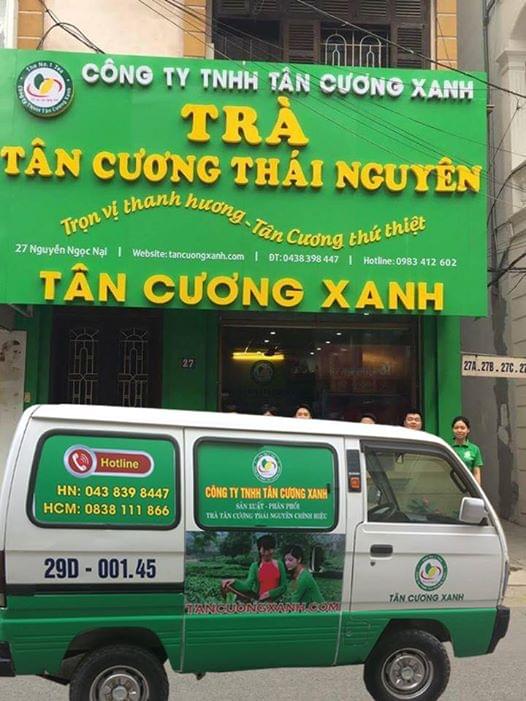 CÔNG TY TNHH TÂN CƯƠNG XANH
TRÀ
TÂN CƯƠNG THÁI NGUYÊN
Trọn vị thanh hương - Tân Cương thứ thiệt
27 Nguyễn Ngọc Nại | Website: tancuongxanh.com | ĐT: 0438 398 447 | Hotline: 0983 412 602
TÂN CƯƠNG XANH
27
27A . 27B . 27C . 27
Hotline
HN: 043 839 8447
HCM: 0838 111 866
CÔNG TY TNHH TÂN CƯƠNG XANH
SẢN XUẤT - PHÂN PHỐI
TRÀ TÂN CƯƠNG THÁI NGUYÊN CHÍNH HIỆU
29D - 001.45
TANCUONGXANH.COM
TÂN CƯƠNG XANH